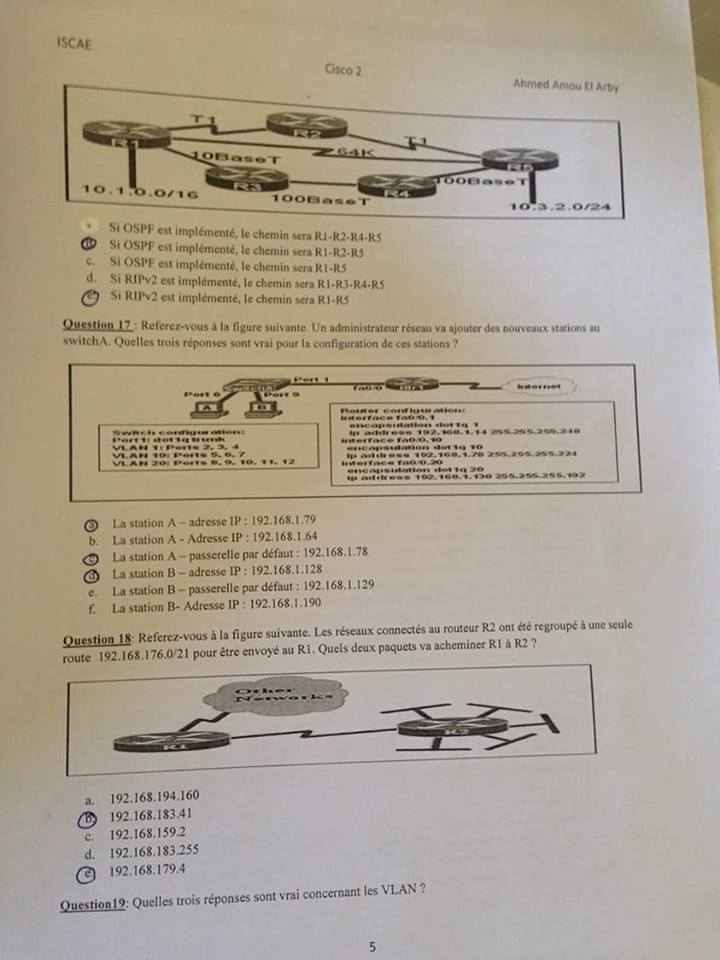 ISCAE
Cisco 2
Ahmed Amou El Arby
T1
R2
T1
R1
64K
R5
10BaseT
R3
R4
100BaseT
10.1.0.0/16
100BaseT
10.3.2.0/24
Si OSPF est implémenté, le chemin sera R1-R2-R4-R5
b. Si OSPF est implémenté, le chemin sera R1-R2-R5
c. Si OSPF est implémenté, le chemin sera R1-R5
d. Si RIPv2 est implémenté, le chemin sera R1-R3-R4-R5
e. Si RIPv2 est implémenté, le chemin sera R1-R5
Question 17 : Referez-vous à la figure suivante. Un administrateur réseau va ajouter des nouveaux stations au
switchA. Quelles trois réponses sont vrai pour la configuration de ces stations ?
Port 1
SwitchA
fa0/0
Internet
Port 6
Port 9
A
B
Switch configuration:
Port 1: dot1q trunk
VLAN 1: Ports 2, 3, 4
VLAN 10: Ports 5, 6, 7
VLAN 20: Ports 8, 9, 10, 11, 12
Router configuration:
interface fa0/0.1
encapsulation dot1q 1
ip address 192.168.1.14 255.255.255.240
interface fa0/0.10
encapsulation dot1q 10
ip address 192.168.1.78 255.255.255.224
interface fa0/0.20
encapsulation dot1q 20
ip address 192.168.1.130 255.255.255.192
a. La station A – adresse IP : 192.168.1.79
b. La station A - Adresse IP : 192.168.1.64
c. La station A – passerelle par défaut : 192.168.1.78
d. La station B – adresse IP : 192.168.1.128
e. La station B – passerelle par défaut : 192.168.1.129
f. La station B- Adresse IP : 192.168.1.190
Question 18: Referez-vous à la figure suivante. Les réseaux connectés au routeur R2 ont été regroupé à une seule
route 192.168.176.0/21 pour être envoyé au R1. Quels deux paquets va acheminer R1 à R2 ?
Other
Networks
R1
R2
a. 192.168.194.160
b. 192.168.183.41
c. 192.168.159.2
d. 192.168.183.255
e. 192.168.179.4
Question19: Quelles trois réponses sont vrai concernant les VLAN ?
5